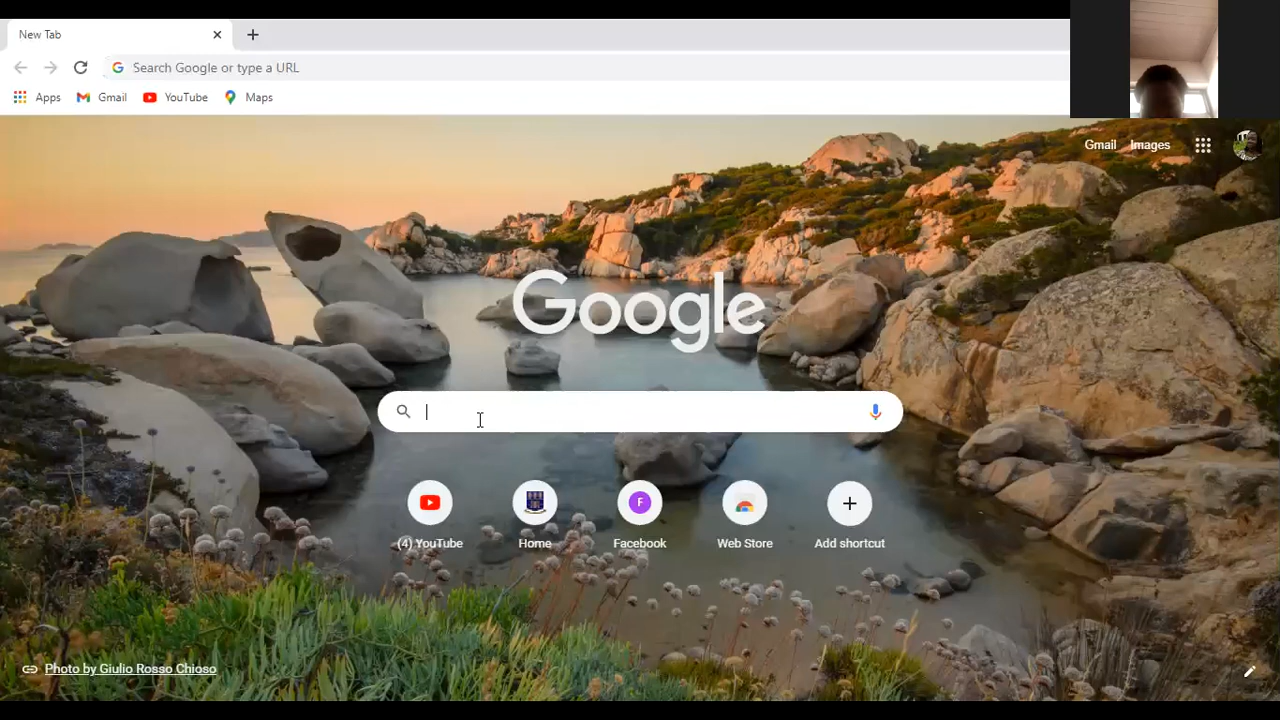 New Tab
Search Google or type a URL
Apps Gmail YouTube Maps
Gmail Images
Google
(4) YouTube Home F Facebook Web Store Add shortcut
Photo by Giulio Rosso Chioso